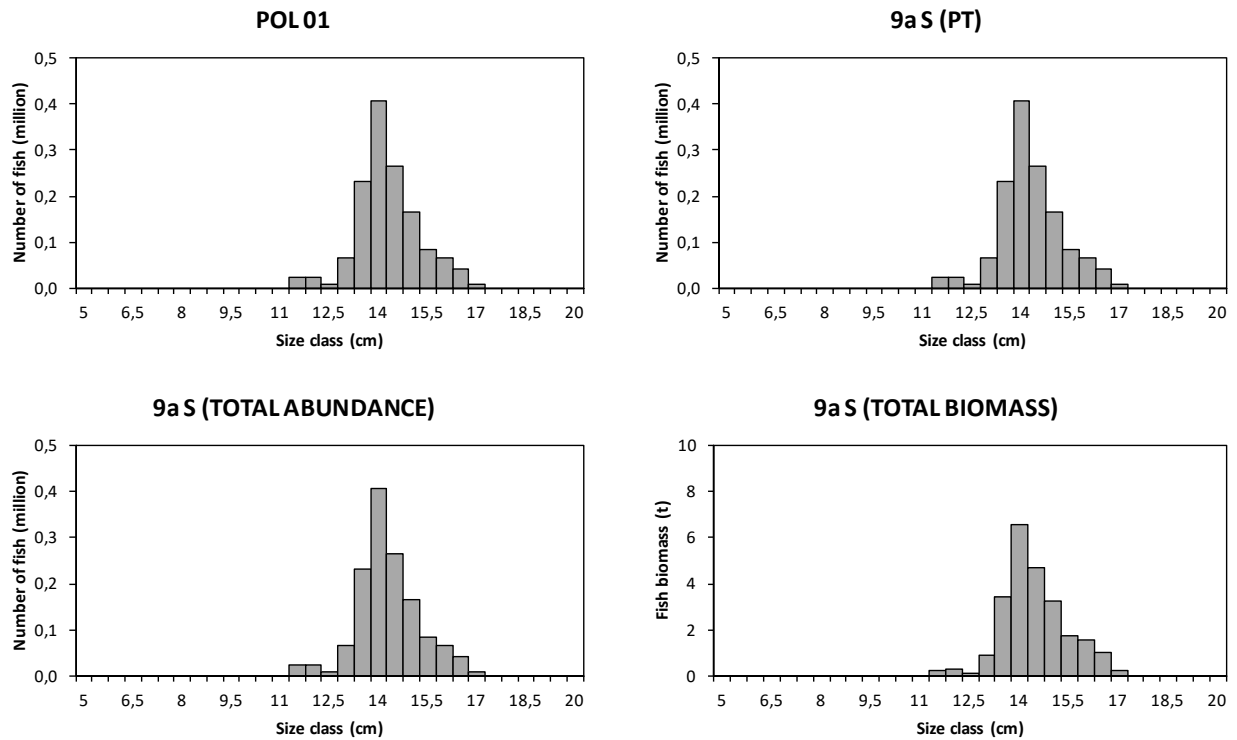 POL 01
Number of fish (million)
0,5
0,4
0,3
0,2
0,1
0,0
5 6,5 8 9,5 11 12,5 14 15,5 17 18,5 20
Size class (cm)
9a S (PT)
Number of fish (million)
0,5
0,4
0,3
0,2
0,1
0,0
5 6,5 8 9,5 11 12,5 14 15,5 17 18,5 20
Size class (cm)
9a S (TOTAL ABUNDANCE)
Number of fish (million)
0,5
0,4
0,3
0,2
0,1
0,0
5 6,5 8 9,5 11 12,5 14 15,5 17 18,5 20
Size class (cm)
9a S (TOTAL BIOMASS)
Fish biomass (t)
10
8
6
4
2
0
5 6,5 8 9,5 11 12,5 14 15,5 17 18,5 20
Size class (cm)